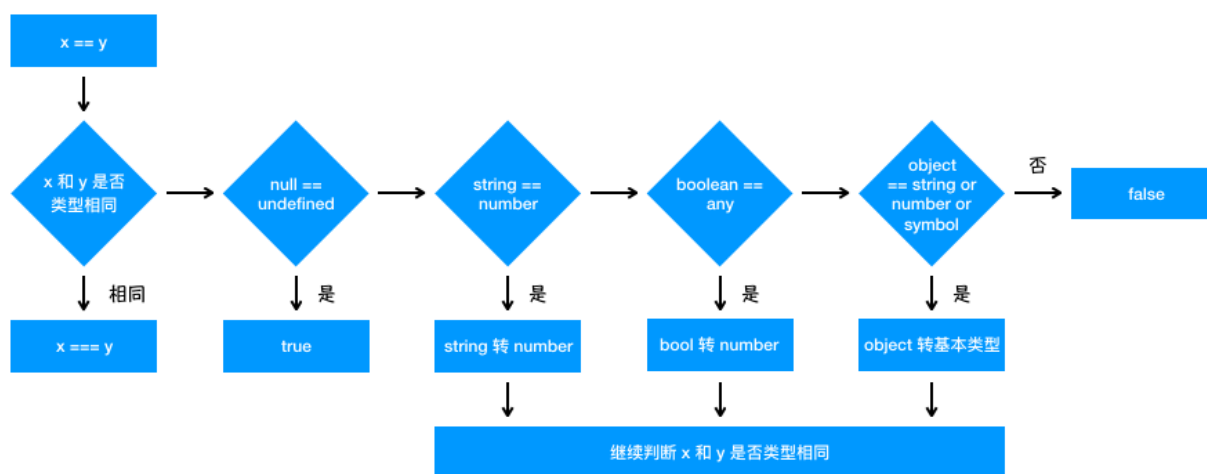 x == y
x 和 y 是否
类型相同
null ==
undefined
string ==
number
boolean ==
any
object
== string or
number or
symbol
否
false
相同
是
是
是
是
x === y
true
string 转 number
bool 转 number
object 转基本类型
继续判断 x 和 y 是否类型相同